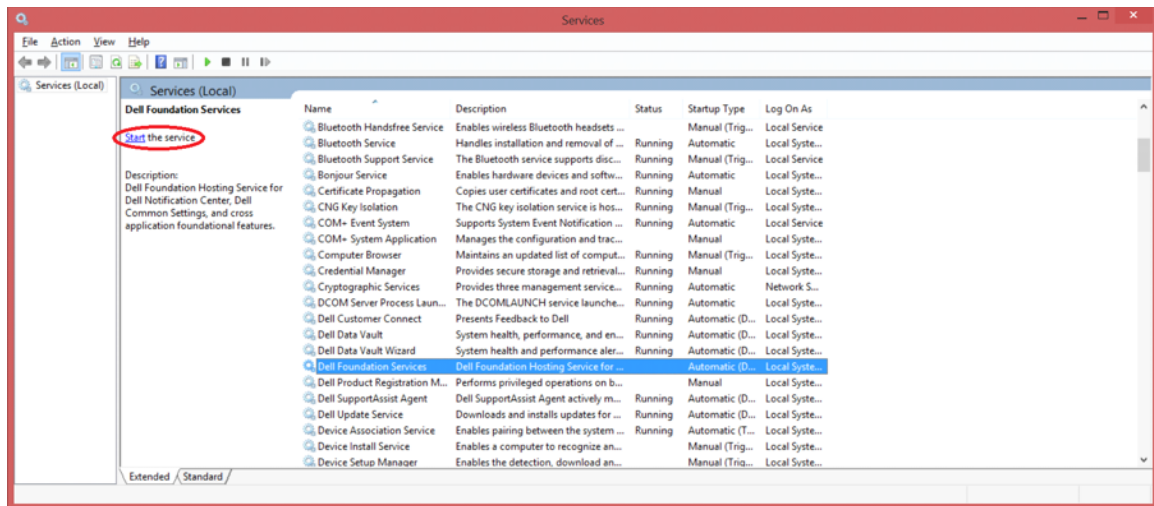 Services
File Action View Help
Services (Local)
Services (Local)
Dell Foundation Services
Start the service
Description:
Dell Foundation Hosting Service for
Dell Notification Center, Dell
Common Settings, and cross
application foundational features.
Name Description Status Startup Type Log On As
Bluetooth Handsfree Service Enables wireless Bluetooth headsets ... Manual (Trig... Local Service
Bluetooth Service Handles installation and removal of ... Running Automatic Local Syste...
Bluetooth Support Service The Bluetooth service supports disc... Running Manual (Trig... Local Service
Bonjour Service Enables hardware devices and softw... Running Automatic Local Syste...
Certificate Propagation Copies user certificates and root cert... Running Manual Local Syste...
CNG Key Isolation The CNG key isolation service is hos... Running Manual (Trig... Local Syste...
COM+ Event System Supports System Event Notification ... Running Automatic Local Service
COM+ System Application Manages the configuration and trac... Manual Local Syste...
Computer Browser Maintains an updated list of comput... Running Manual (Trig... Local Syste...
Credential Manager Provides secure storage and retrieval... Running Manual Local Syste...
Cryptographic Services Provides three management service... Running Automatic Network S...
DCOM Server Process Laun... The DCOMLAUNCH service launche... Running Automatic Local Syste...
Dell Customer Connect Presents Feedback to Dell Running Automatic (D... Local Syste...
Dell Data Vault System health, performance, and en... Running Automatic (D... Local Syste...
Dell Data Vault Wizard System health and performance aler... Running Automatic (D... Local Syste...
Dell Foundation Services Dell Foundation Hosting Service for ... Automatic (D... Local Syste...
Dell Product Registration M... Performs privileged operations on b... Manual Local Syste...
Dell SupportAssist Agent Dell SupportAssist Agent actively m... Running Automatic (D... Local Syste...
Dell Update Service Downloads and installs updates for ... Running Automatic (D... Local Syste...
Device Association Service Enables pairing between the system ... Running Automatic (T... Local Syste...
Device Install Service Enables a computer to recognize an... Manual (Trig... Local Syste...
Device Setup Manager Enables the detection, download an... Manual (Trig... Local Syste...
Extended Standard